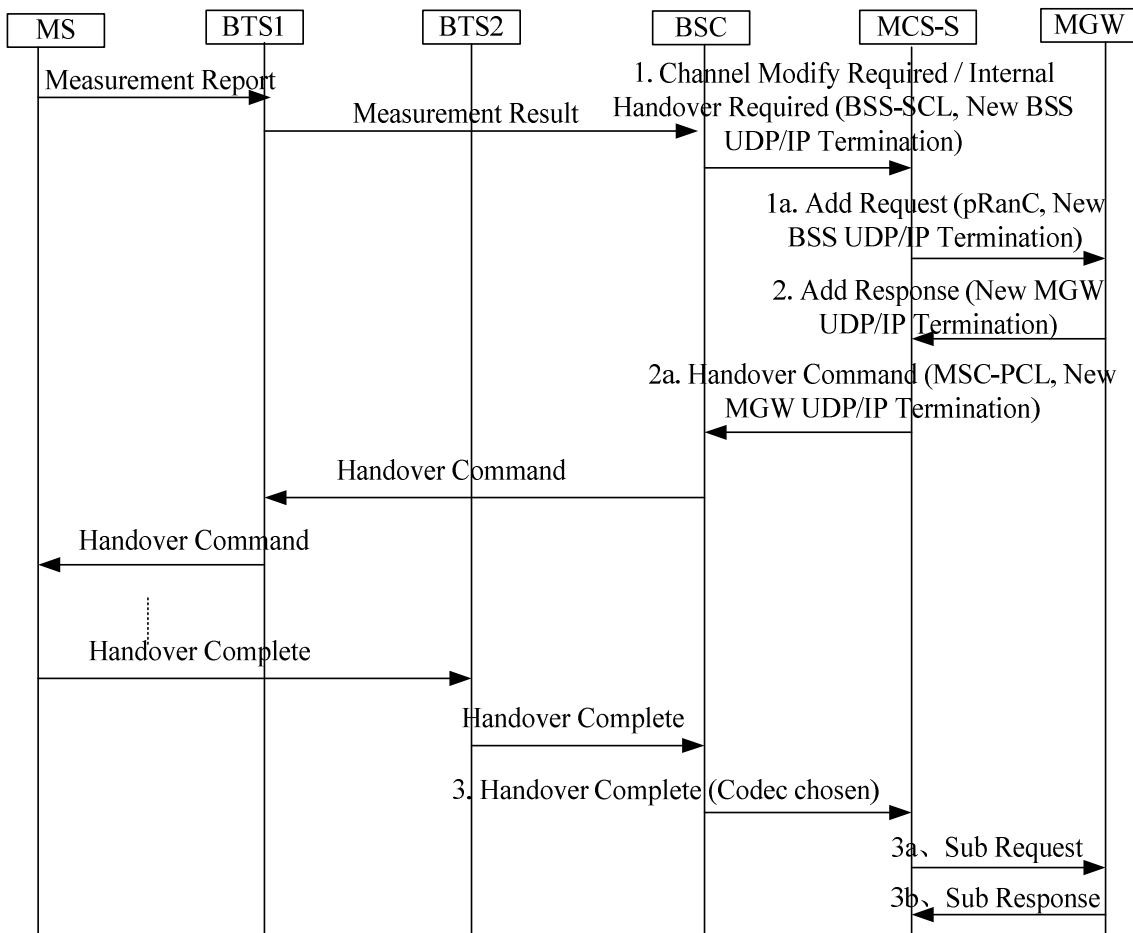 MS
BTS1
BTS2
BSC
MCS-S
MGW
Measurement Report
Measurement Result
1. Channel Modify Required / Internal
Handover Required (BSS-SCL, New BSS
UDP/IP Termination)
1a. Add Request (pRanC, New
BSS UDP/IP Termination)
2. Add Response (New MGW
UDP/IP Termination)
2a. Handover Command (MSC-PCL, New
MGW UDP/IP Termination)
Handover Command
Handover Command
Handover Complete
Handover Complete
3. Handover Complete (Codec chosen)
3a、Sub Request
3b、Sub Response